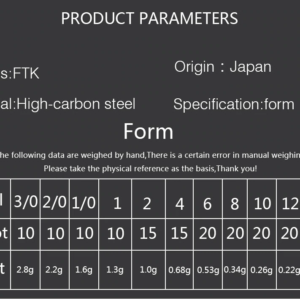 PRODUCT PARAMETERS
s:FTK
Origin：Japan
al:High-carbon steel
Specification:form
Form
he following data are weighed by hand,There is a certain error in manual weighin
Please take the physical reference as the basis,Thank you!
l 3/0 2/0 1/0 1 2 4 6 8 10 12
ot 10 10 10 10 15 15 20 20 20 20
t 2.8g 2.2g 1.6g 1.3g 1.0g 0.68g 0.53g 0.34g 0.26g 0.22g